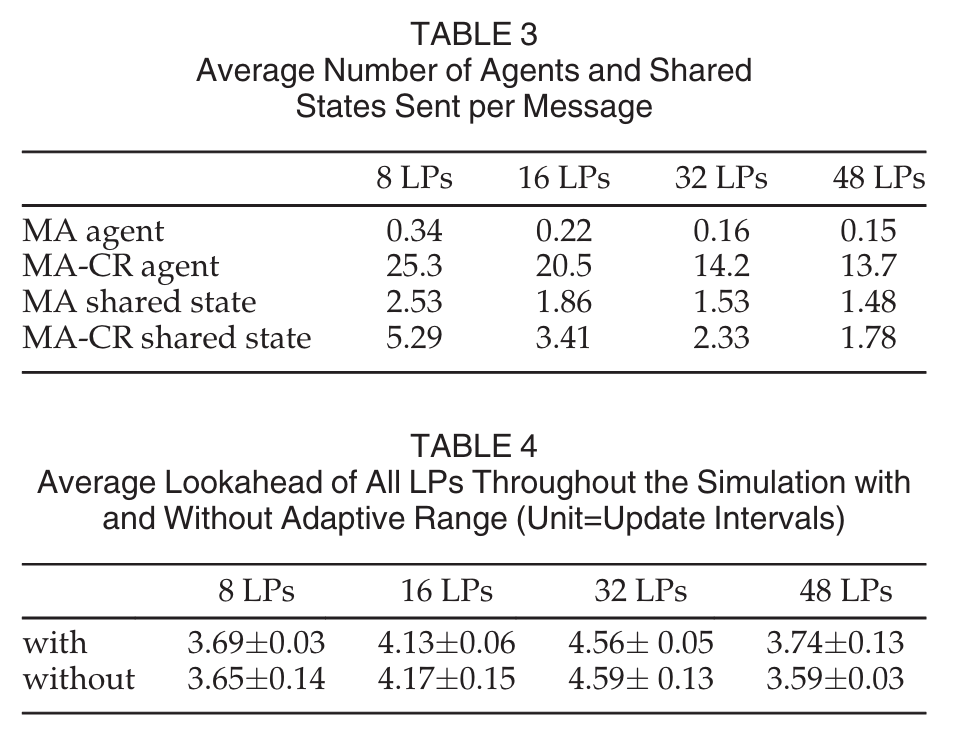 TABLE 3
Average Number of Agents and Shared
States Sent per Message
8 LPs 16 LPs 32 LPs 48 LPs
MA agent 0.34 0.22 0.16 0.15
MA-CR agent 25.3 20.5 14.2 13.7
MA shared state 2.53 1.86 1.53 1.48
MA-CR shared state 5.29 3.41 2.33 1.78
TABLE 4
Average Lookahead of All LPs Throughout the Simulation with
and Without Adaptive Range (Unit=Update Intervals)
8 LPs 16 LPs 32 LPs 48 LPs
with 3.69±0.03 4.13±0.06 4.56± 0.05 3.74±0.13
without 3.65±0.14 4.17±0.15 4.59± 0.13 3.59±0.03